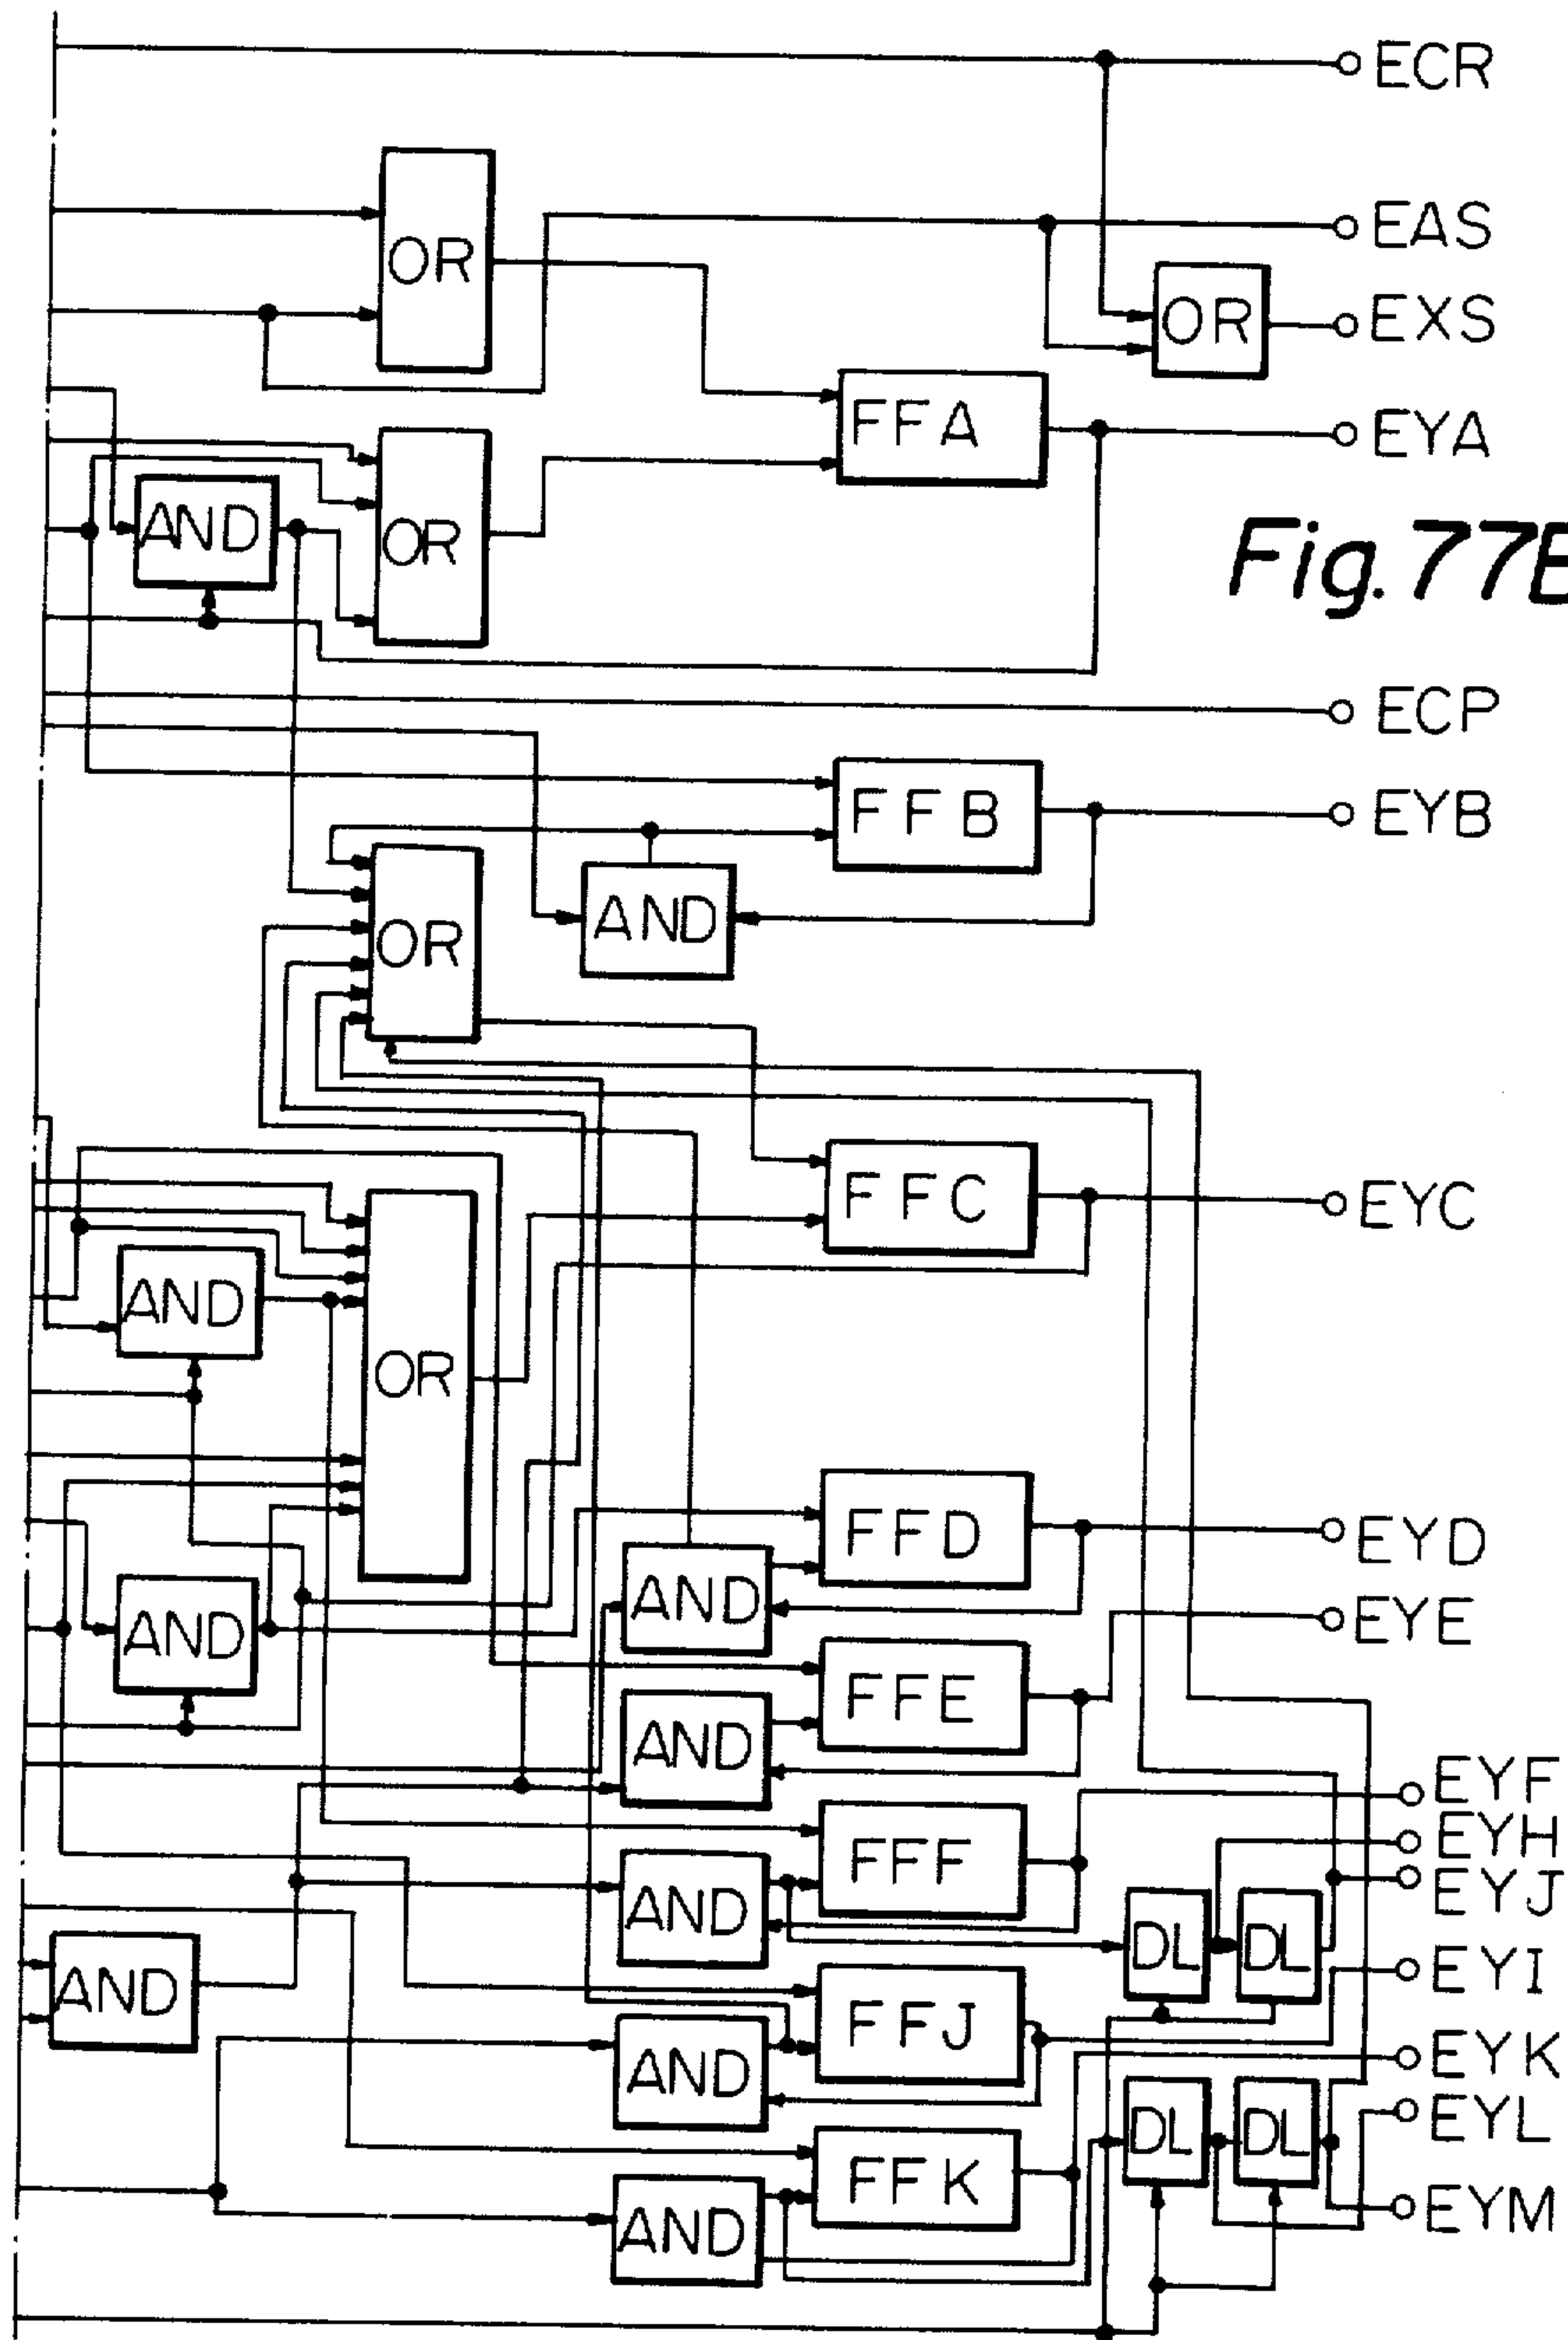 ECR
OR
EAS
OR
EXS
FFA
EYA
OR
AND
Fig. 77B
ECP
FFB
EYB
AND
OR
FFC
EYC
AND
OR
FFD
EYD
AND
AND
EYE
FFE
AND
EYF
FFF
EYH
AND
EYJ
DL
DL
AND
EYI
FFJ
AND
EYK
DL
DL
EYL
FFK
AND
EYM